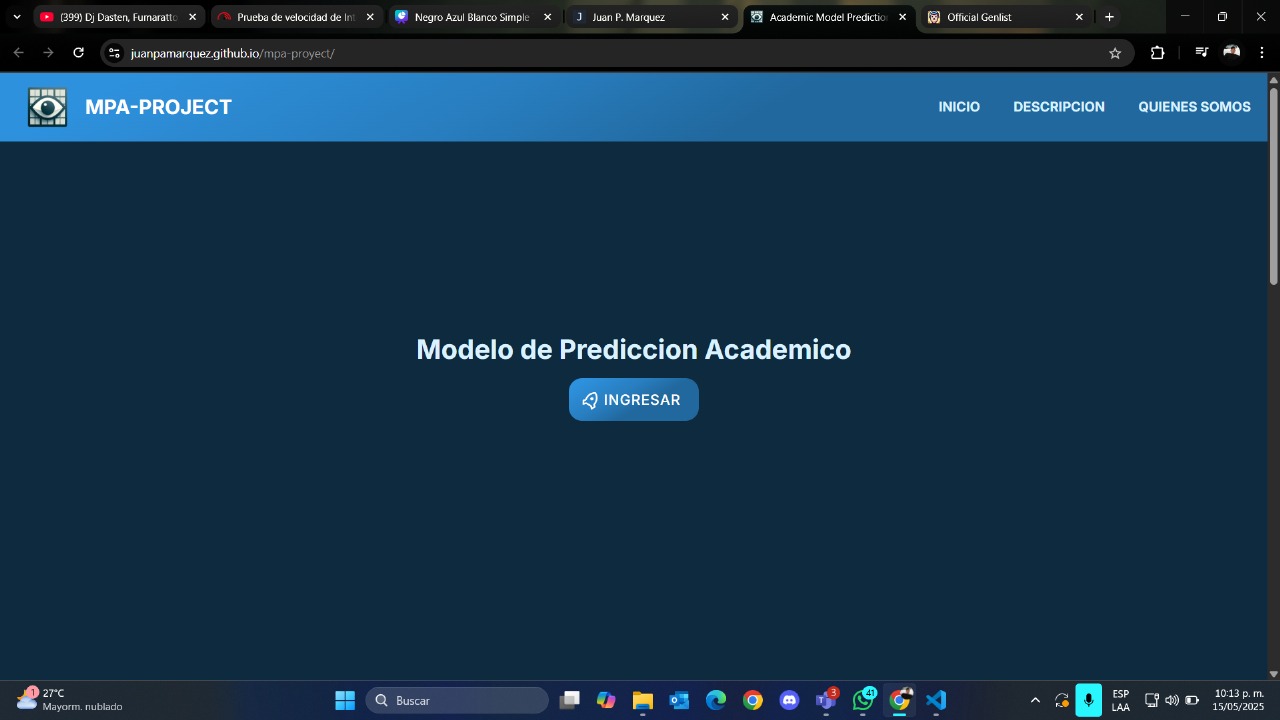 (399) Dj Dasten, Fumaratto
Prueba de velocidad de Int
Negro Azul Blanco Simple
Juan P. Marquez
Academic Model Prediction
Official Genlist
juanpamarquez.github.io/mpa-proyect/
MPA-PROJECT
INICIO
DESCRIPCION
QUIENES SOMOS
Modelo de Prediccion Academico
INGRESAR
1
27°C
Mayorm. nublado
Buscar
3
41
ESP
LAA
10:13 p. m.
15/05/2025